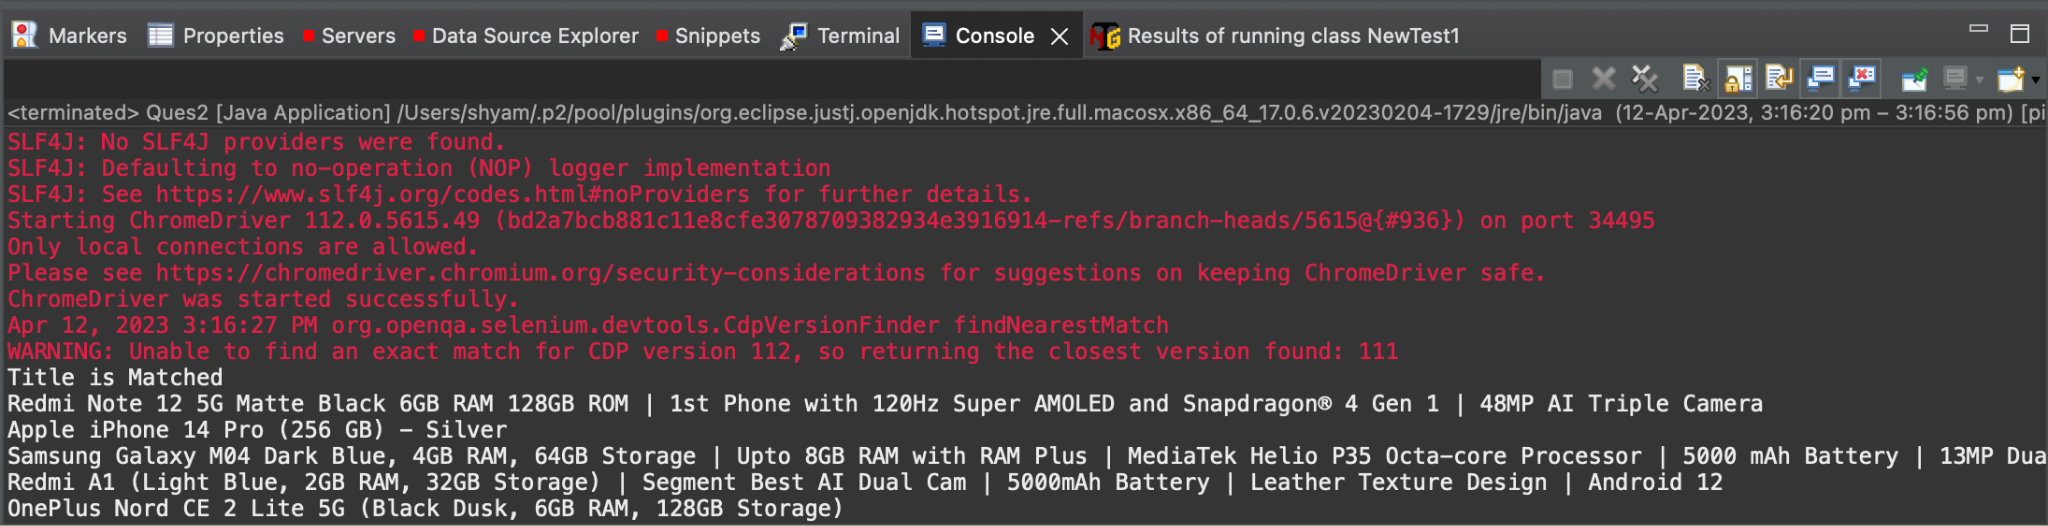 Markers Properties Servers Data Source Explorer Snippets Terminal Console Results of running class NewTest1
<terminated> Ques2 [Java Application] /Users/shyam/.p2/pool/plugins/org.eclipse.justj.openjdk.hotspot.jre.full.macosx.x86_64_17.0.6.v20230204-1729/jre/bin/java (12-Apr-2023, 3:16:20 pm – 3:16:56 pm) [pi
SLF4J: No SLF4J providers were found.
SLF4J: Defaulting to no-operation (NOP) logger implementation
SLF4J: See https://www.slf4j.org/codes.html#noProviders for further details.
Starting ChromeDriver 112.0.5615.49 (bd2a7bcb881c11e8cfe3078709382934e3916914-refs/branch-heads/5615@{#936}) on port 34495
Only local connections are allowed.
Please see https://chromedriver.chromium.org/security-considerations for suggestions on keeping ChromeDriver safe.
ChromeDriver was started successfully.
Apr 12, 2023 3:16:27 PM org.openqa.selenium.devtools.CdpVersionFinder findNearestMatch
WARNING: Unable to find an exact match for CDP version 112, so returning the closest version found: 111
Title is Matched
Redmi Note 12 5G Matte Black 6GB RAM 128GB ROM | 1st Phone with 120Hz Super AMOLED and Snapdragon® 4 Gen 1 | 48MP AI Triple Camera
Apple iPhone 14 Pro (256 GB) - Silver
Samsung Galaxy M04 Dark Blue, 4GB RAM, 64GB Storage | Upto 8GB RAM with RAM Plus | MediaTek Helio P35 Octa-core Processor | 5000 mAh Battery | 13MP Dua
Redmi A1 (Light Blue, 2GB RAM, 32GB Storage) | Segment Best AI Dual Cam | 5000mAh Battery | Leather Texture Design | Android 12
OnePlus Nord CE 2 Lite 5G (Black Dusk, 6GB RAM, 128GB Storage)